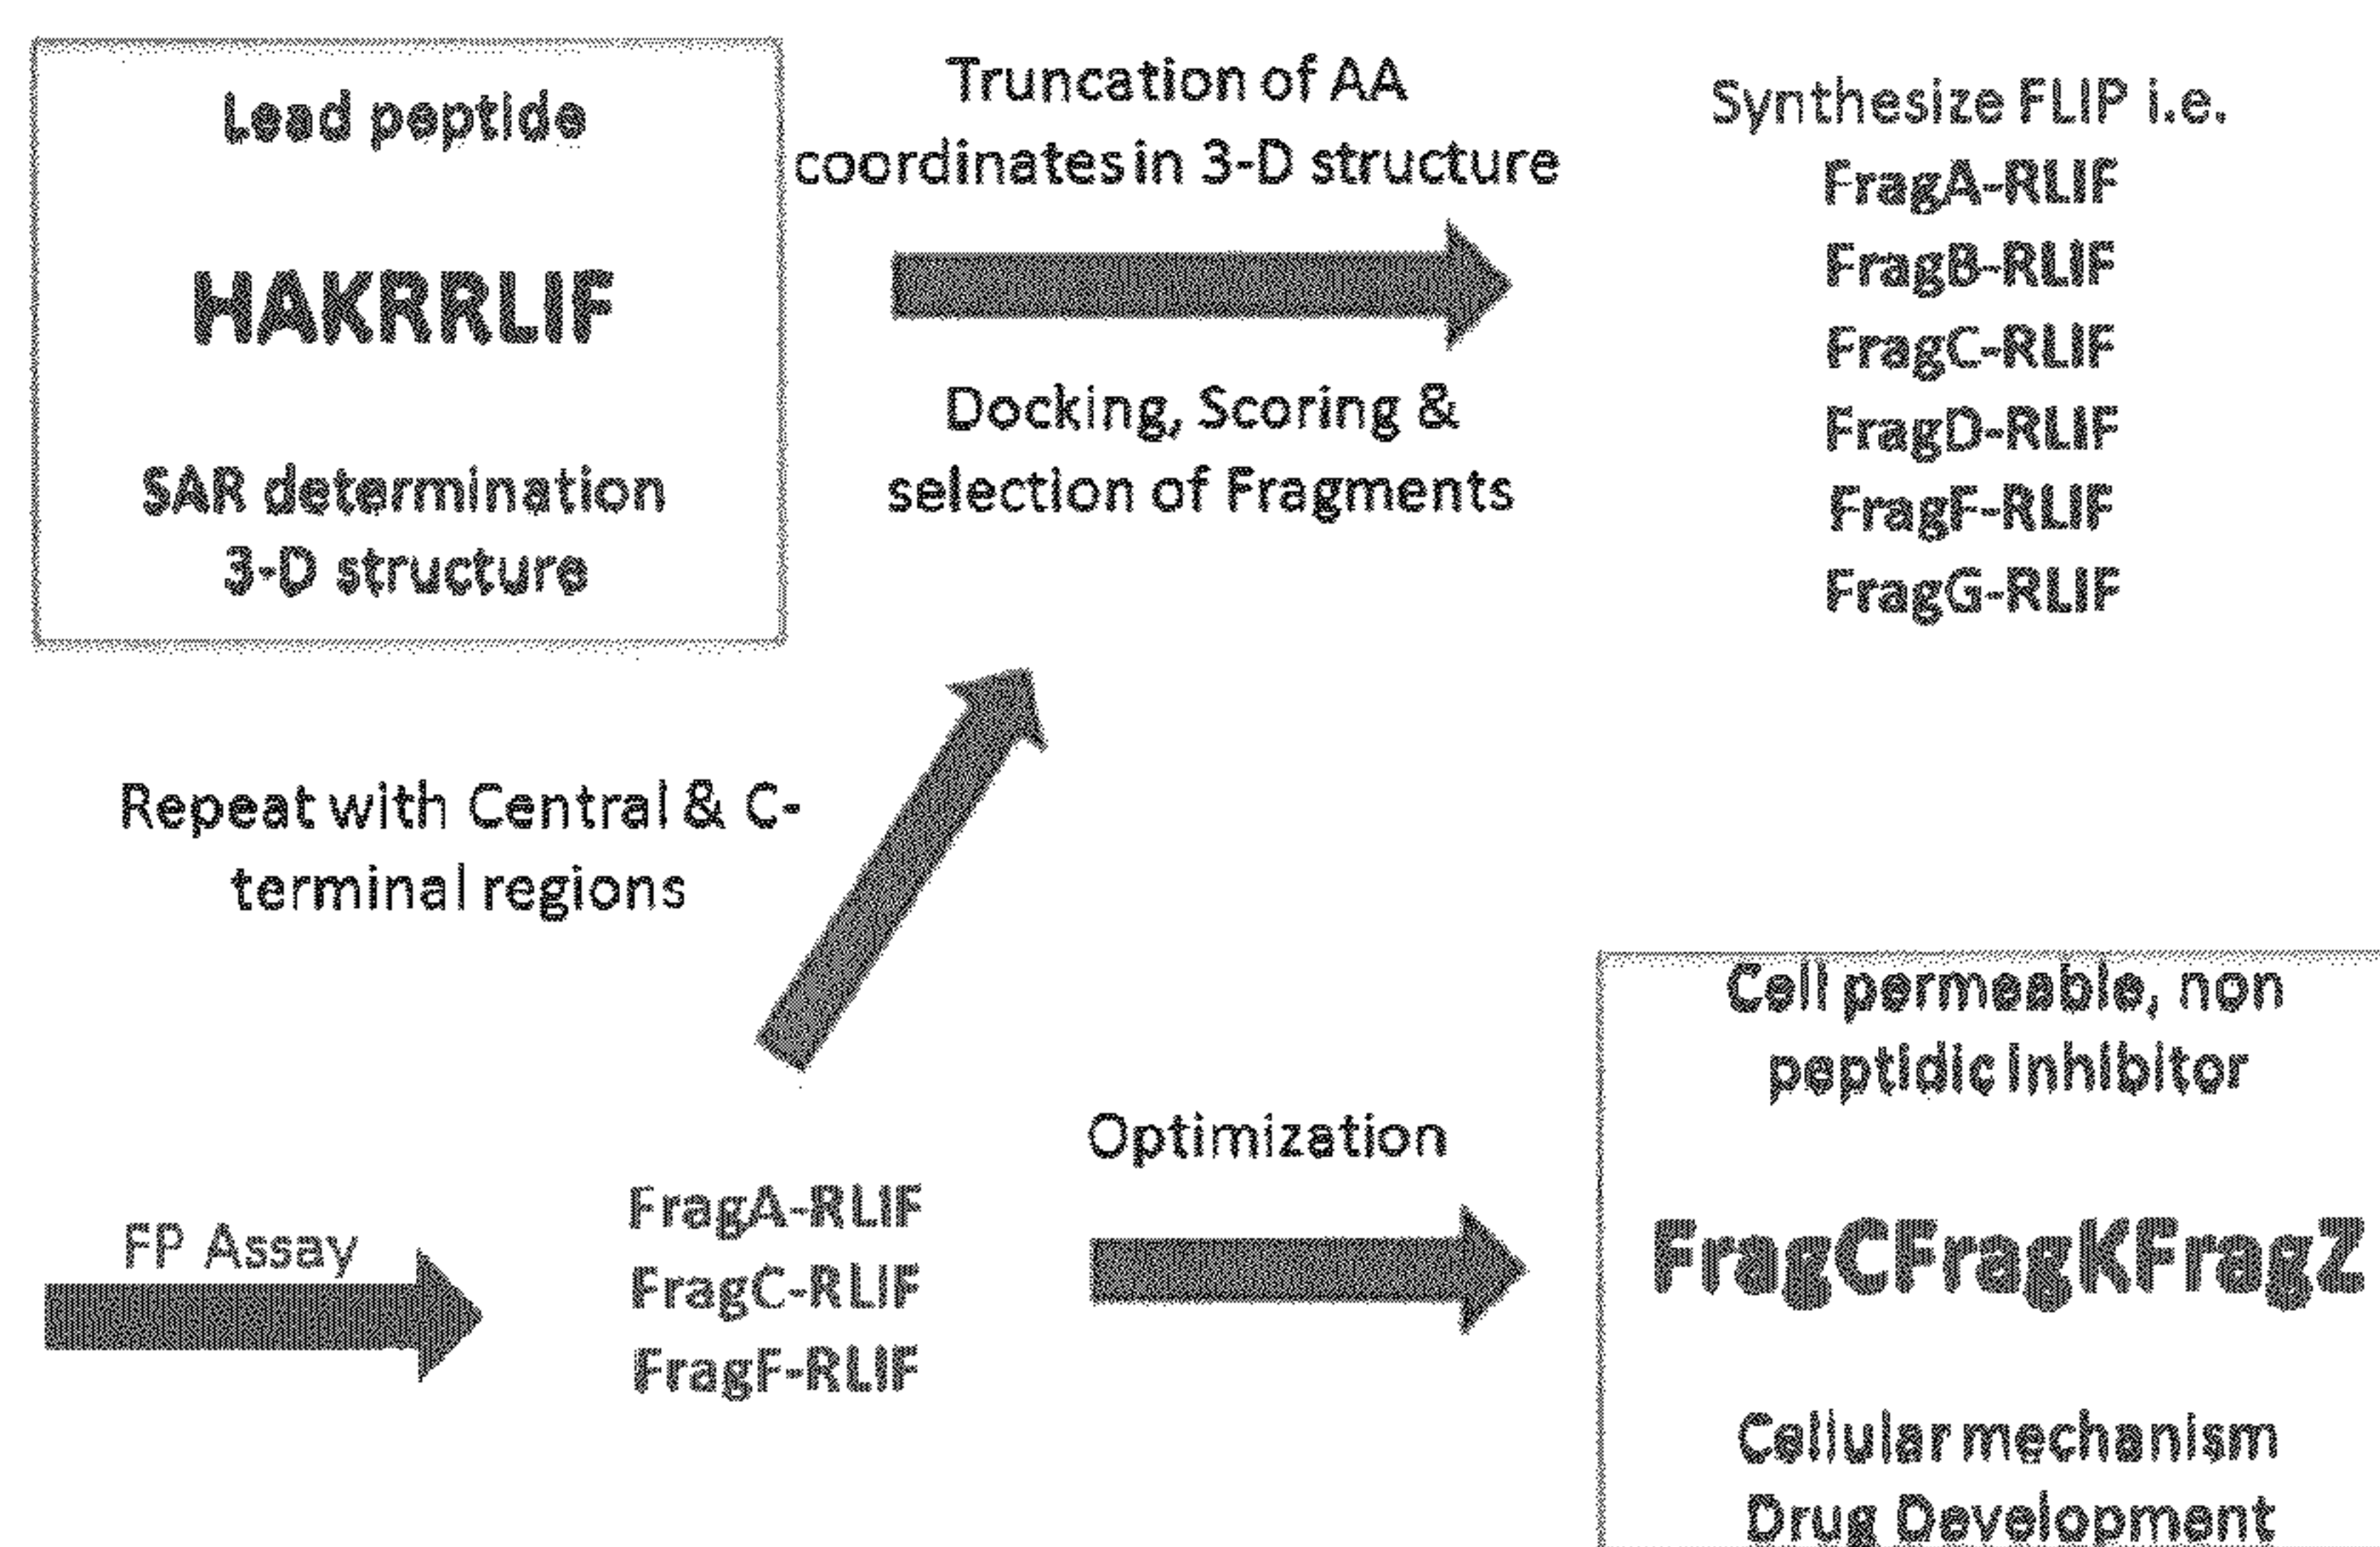 Lead peptide
HAKRRLIF
SAR determination
3-D structure
Truncation of AA
coordinates in 3-D structure
Docking, Scoring &
selection of Fragments
Synthesize FLIP i.e.
FragA-RLIF
FragB-RLIF
FragC-RLIF
FragD-RLIF
FragF-RLIF
FragG-RLIF
Repeat with Central & C-
terminal regions
FP Assay
FragA-RLIF
FragC-RLIF
FragF-RLIF
Optimization
Cell permeable, non
peptidic inhibitor
FragCFragKFragZ
Cellular mechanism
Drug Development